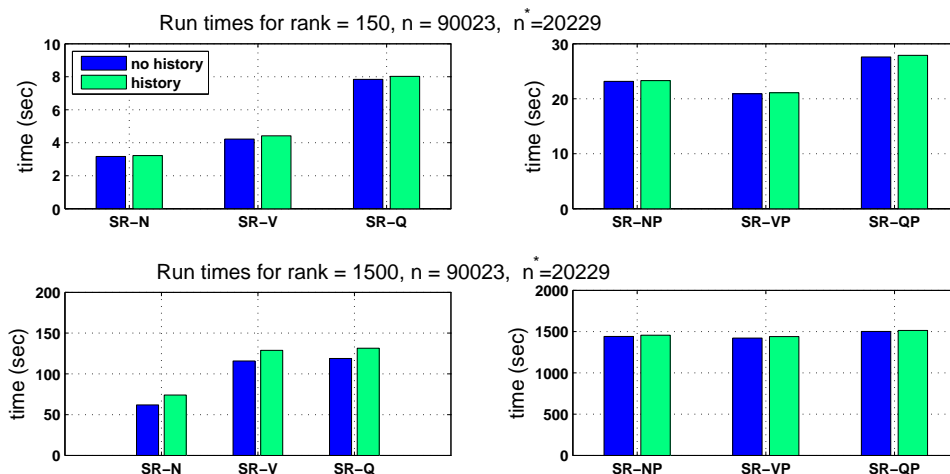 Run times for rank = 150, n = 90023, n*=20229
10
8
6
4
2
0
time (sec)
no history
history
SR−N
SR−V
SR−Q
30
20
10
0
time (sec)
SR−NP
SR−VP
SR−QP
Run times for rank = 1500, n = 90023, n*=20229
200
150
100
50
0
time (sec)
SR−N
SR−V
SR−Q
2000
1500
1000
500
0
time (sec)
SR−NP
SR−VP
SR−QP